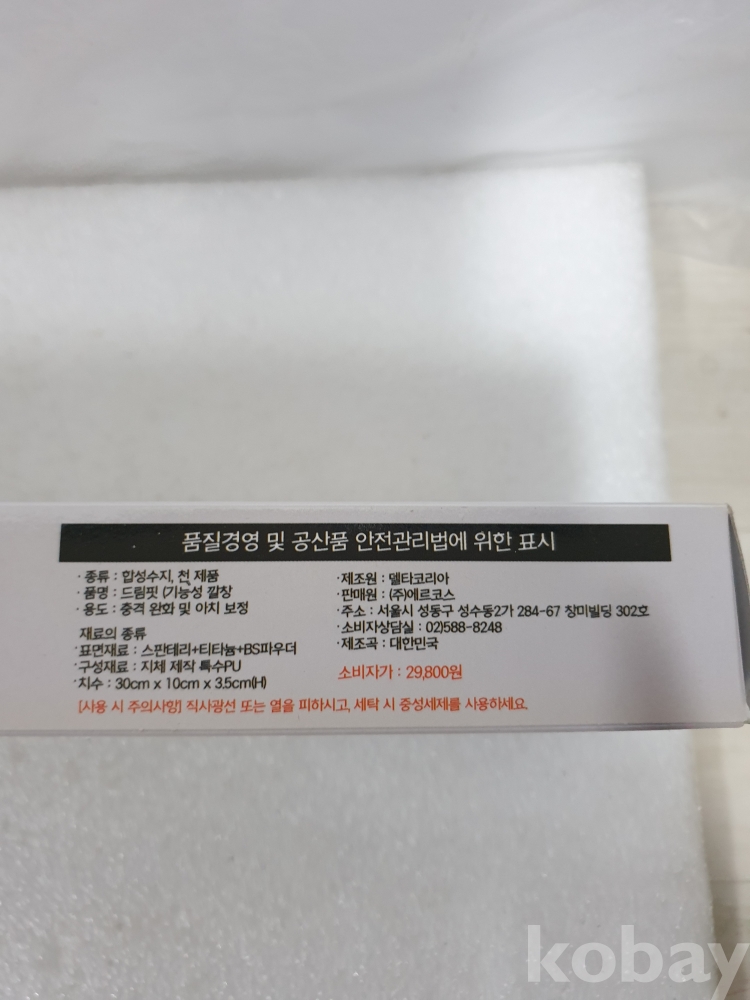 품질경영 및 공산품 안전관리법에 위한 표시
· 종류 : 합성수지, 천 제품
· 품명 : 드림핏 (기능성 깔창
· 용도 : 충격 완화 및 아치 보정
재료의 종류
· 표면재료 : 스판테리+티타늄+BS파우더
· 구성재료 : 지체 제작 특수PU
· 치수 : 30cm x 10cm x 3.5cm(H)
· 제조원 : 델타코리아
· 판매원 : (주)에르코스
· 주소 : 서울시 성동구 성수동2가 284-67 창미빌딩 302호
· 소비자상담실 : 02)588-8248
· 제조국 : 대한민국
소비자가 : 29,800원
[사용 시 주의사항] 직사광선 또는 열을 피하시고, 세탁 시 중성세제를 사용하세요.
kobay